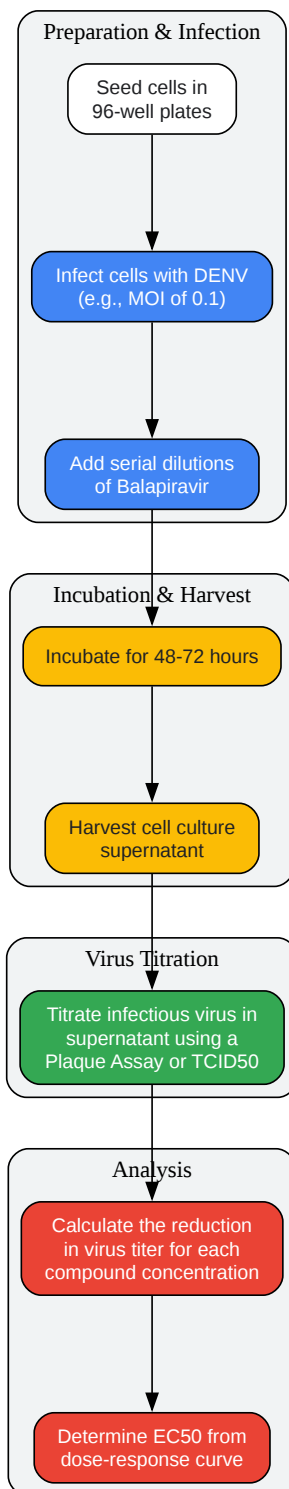 Preparation & Infection
Seed cells in
96-well plates
Infect cells with DENV
(e.g., MOI of 0.1)
Add serial dilutions
of Balapiravir
Incubation & Harvest
Incubate for 48-72 hours
Harvest cell culture
supernatant
Virus Titration
Titrate infectious virus in
supernatant using a
Plaque Assay or TCID50
Analysis
Calculate the reduction
in virus titer for each
compound concentration
Determine EC50 from
dose-response curve